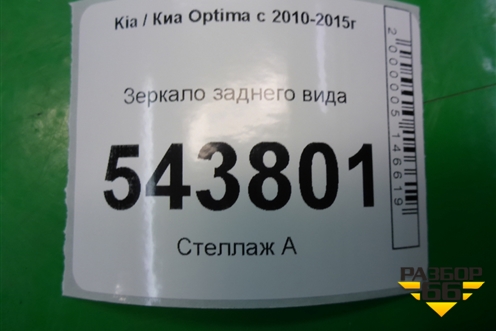 Kia / Киа Optima с 2010-2015г
Зеркало заднего вида
543801
Стеллаж А
2000005146619
РАЗБОР
66